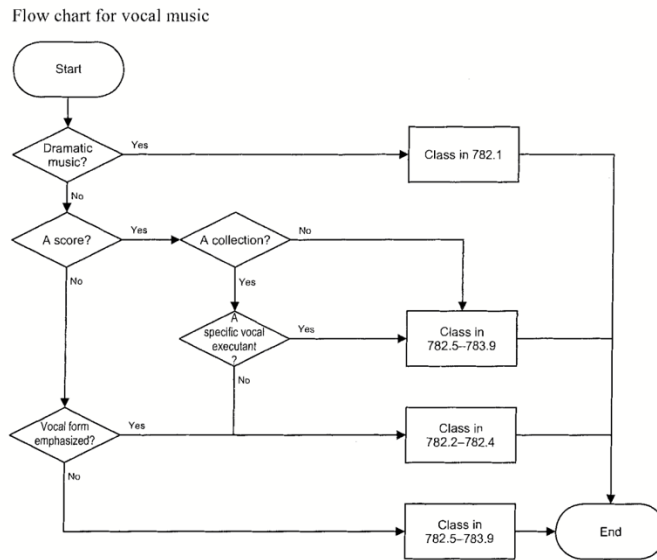 Flow chart for vocal music
Start
Dramatic
music?
Yes
Class in 782.1
No
A score?
Yes
A collection?
No
No
Yes
A
specific vocal
executant
?
Yes
Class in
782.5–783.9
No
Vocal form
emphasized?
Yes
Class in
782.2–782.4
No
Class in
782.5–783.9
End